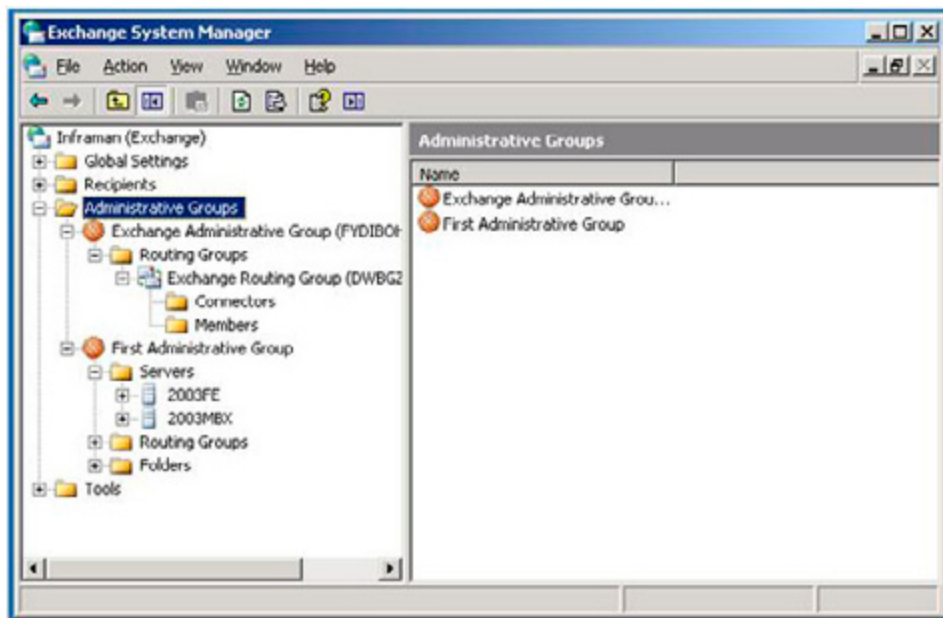 Exchange System Manager
File Action View Window Help
Inframan (Exchange)
Global Settings
Recipients
Administrative Groups
Exchange Administrative Group (FYDIBOH
Routing Groups
Exchange Routing Group (DWBGZ
Connectors
Members
First Administrative Group
Servers
2003FE
2003MBX
Routing Groups
Folders
Tools
Administrative Groups
Name
Exchange Administrative Grou...
First Administrative Group